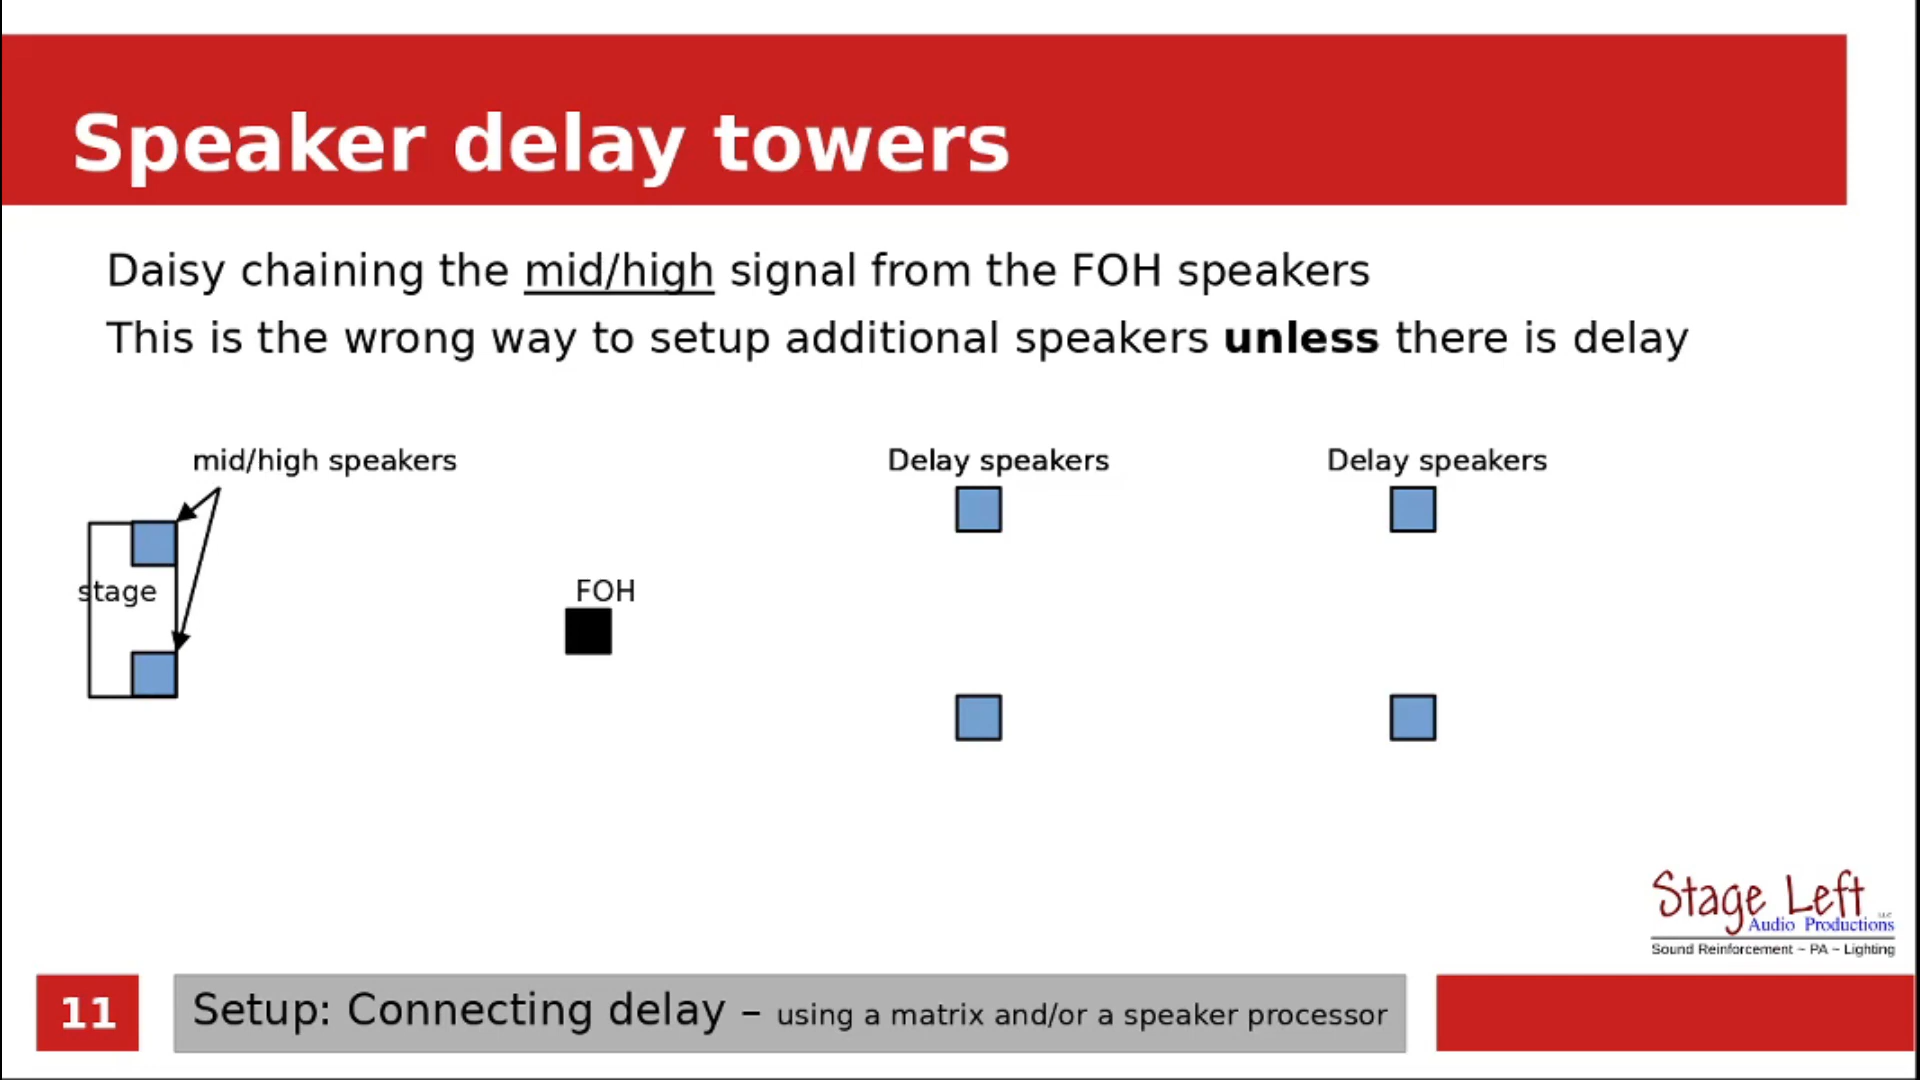 Speaker delay towers
Daisy chaining the mid/high signal from the FOH speakers
This is the wrong way to setup additional speakers unless there is delay
mid/high speakers
Delay speakers
Delay speakers
stage
FOH
Stage Left
LLC
Audio Productions
Sound Reinforcement ~ PA ~ Lighting
11
Setup: Connecting delay – using a matrix and/or a speaker processor